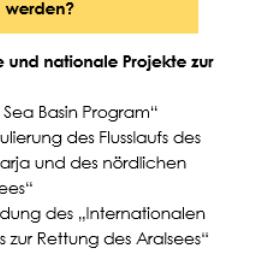 werden?
e und nationale Projekte zur
Sea Basin Program“
ulierung des Flusslaufs des
arja und des nördlichen
ees“
dung des „Internationalen
s zur Rettung des Aralsees“